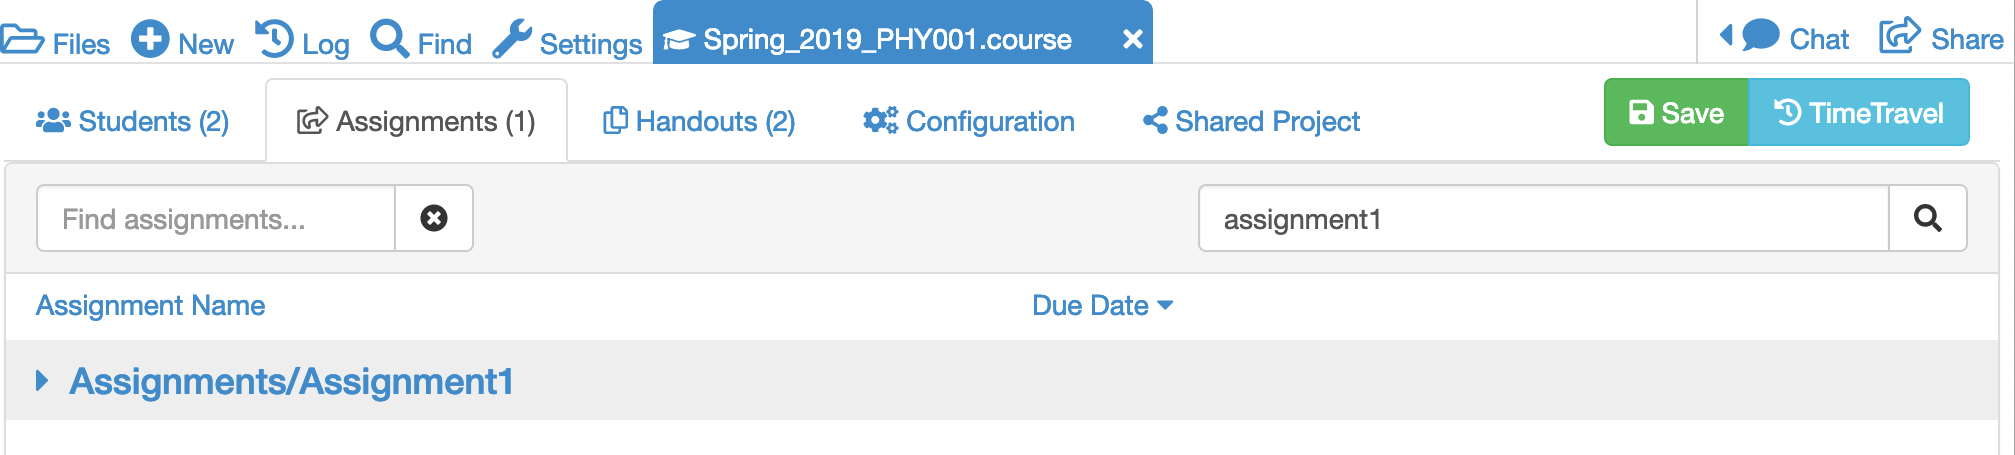 Files New Log Find Settings Spring_2019_PHY001.course Chat Share
Students (2) Assignments (1) Handouts (2) Configuration Shared Project Save TimeTravel
Find assignments... assignment1
Assignment Name Due Date
Assignments/Assignment1